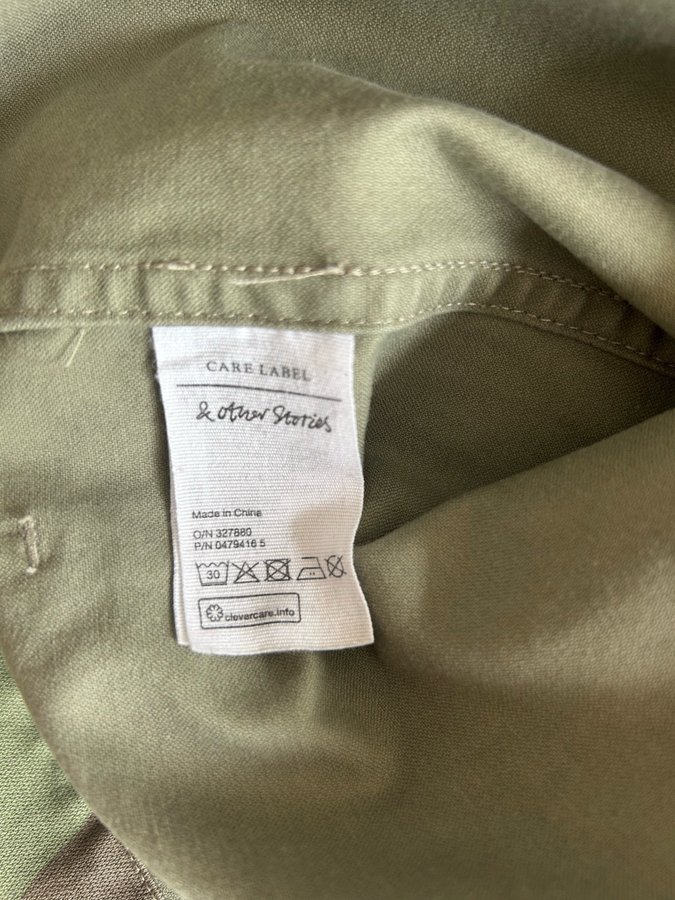 CARE LABEL
& other Stories
Made in China
O/N 327880
P/N 0479416 5
30
clevercare.info